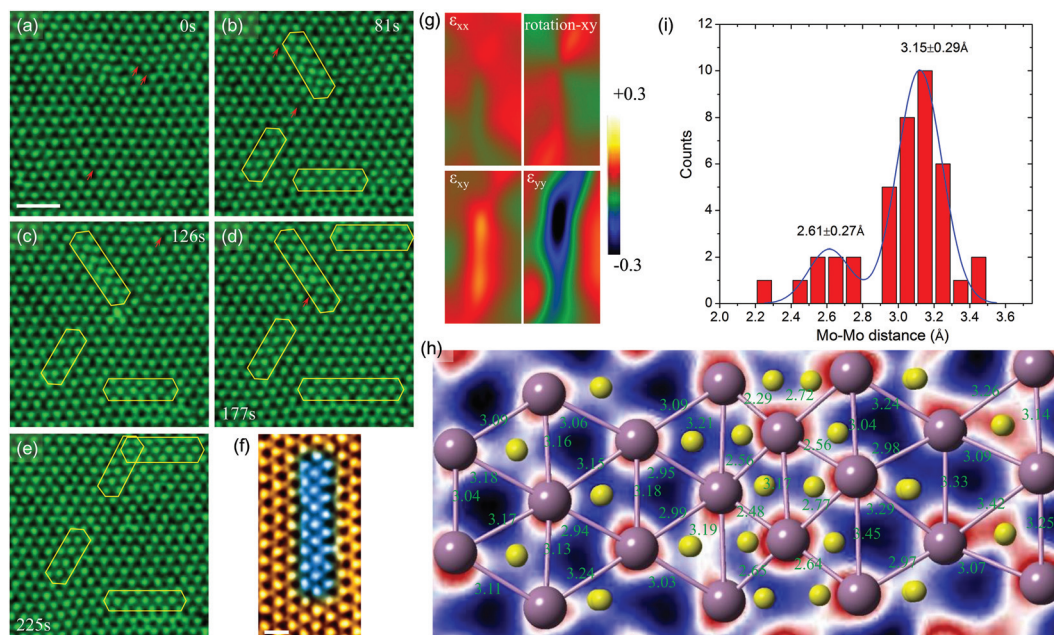 (a)
0s
(b)
81s
(c)
126s
(d)
177s
(e)
225s
(f)
(g)
εxx
rotation-xy
εxy
εyy
+0.3
-0.3
(i)
12
10
8
6
4
2
0
Counts
2.61±0.27Å
3.15±0.29Å
2.0 2.2 2.4 2.6 2.8 3.0 3.2 3.4 3.6
Mo-Mo distance (Å)
(h)
3.09 2.29 2.72 3.26
3.06 3.21 3.04 3.24 3.14
3.16 2.56 2.98
3.15 2.95 3.09
3.18 3.18 3.33
3.04 2.99 2.77 3.29 3.42
3.17 2.48 3.25
2.94 3.19 3.45
3.13 2.64 2.97
3.11 3.24 3.03 3.07